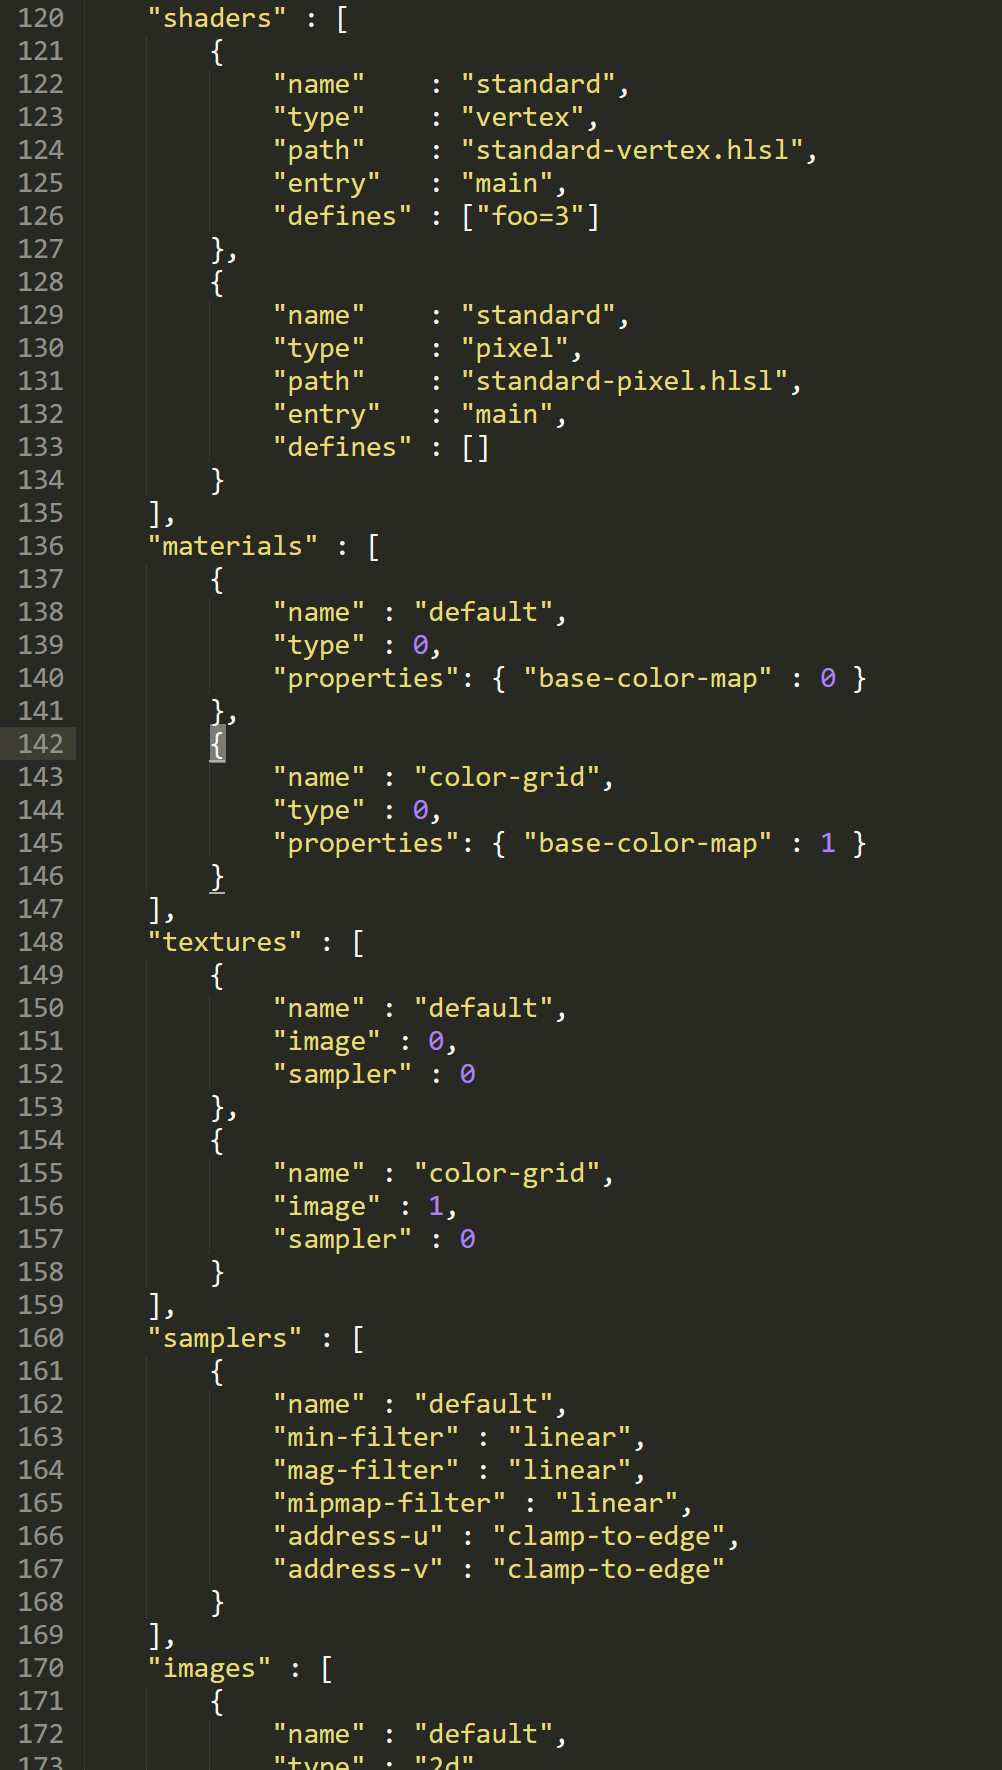 120 "shaders" : [
121 {
122 "name" : "standard",
123 "type" : "vertex",
124 "path" : "standard-vertex.hlsl",
125 "entry" : "main",
126 "defines" : ["foo=3"]
127 },
128 {
129 "name" : "standard",
130 "type" : "pixel",
131 "path" : "standard-pixel.hlsl",
132 "entry" : "main",
133 "defines" : []
134 }
135 ],
136 "materials" : [
137 {
138 "name" : "default",
139 "type" : 0,
140 "properties": { "base-color-map" : 0 }
141 },
142 {
143 "name" : "color-grid",
144 "type" : 0,
145 "properties": { "base-color-map" : 1 }
146 }
147 ],
148 "textures" : [
149 {
150 "name" : "default",
151 "image" : 0,
152 "sampler" : 0
153 },
154 {
155 "name" : "color-grid",
156 "image" : 1,
157 "sampler" : 0
158 }
159 ],
160 "samplers" : [
161 {
162 "name" : "default",
163 "min-filter" : "linear",
164 "mag-filter" : "linear",
165 "mipmap-filter" : "linear",
166 "address-u" : "clamp-to-edge",
167 "address-v" : "clamp-to-edge"
168 }
169 ],
170 "images" : [
171 {
172 "name" : "default",
173 "type" : "2d"